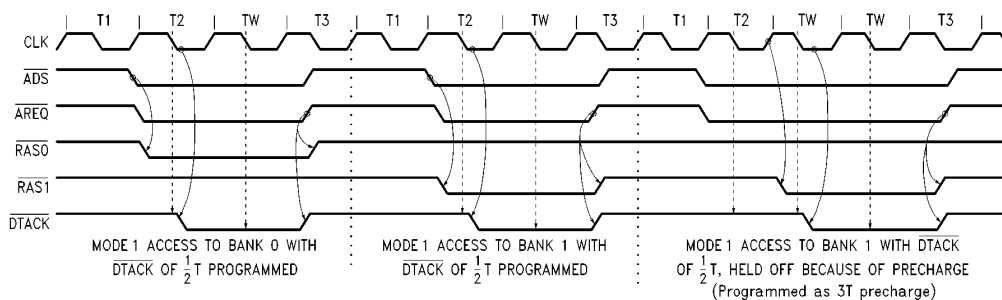 T1 T2 TW T3 T1 T2 TW T3 T1 T2 TW TW T3
CLK
ADS
AREQ
RAS0
RAS1
DTACK
MODE 1 ACCESS TO BANK 0 WITH
DTACK OF 1/2 T PROGRAMMED
MODE 1 ACCESS TO BANK 1 WITH
DTACK OF 1/2 T PROGRAMMED
MODE 1 ACCESS TO BANK 1 WITH DTACK
OF 1/2 T, HELD OFF BECAUSE OF PRECHARGE
(Programmed as 3T precharge)